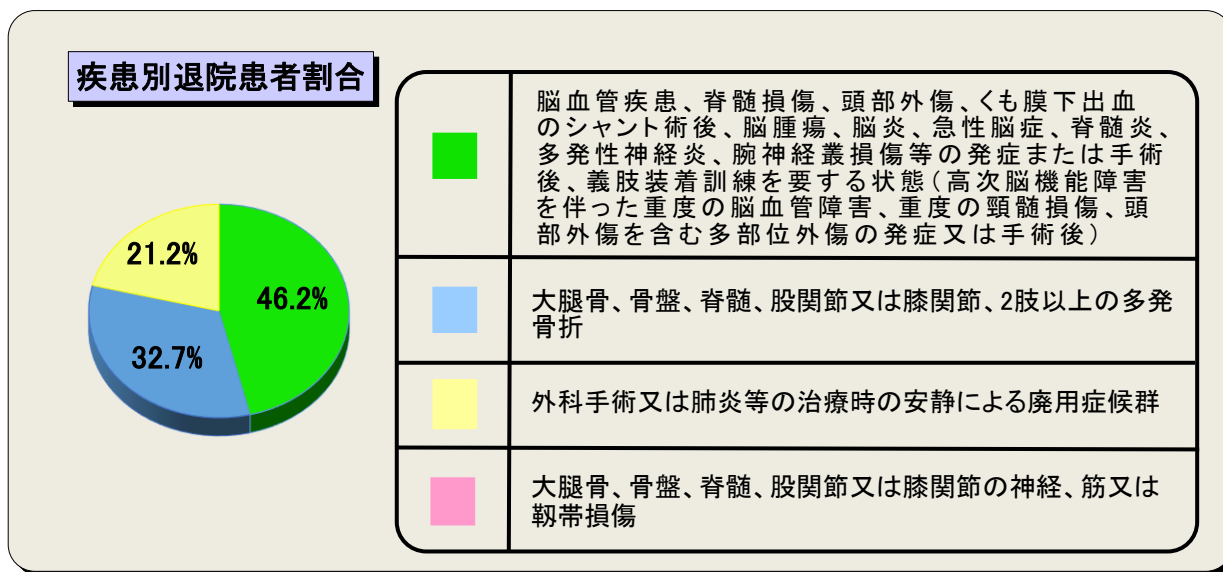 疾患別退院患者割合
21.2%
46.2%
32.7%
脳血管疾患、脊髄損傷、頭部外傷、くも膜下出血
のシャント術後、脳腫瘍、脳炎、急性脳症、脊髄炎、
多発性神経炎、腕神経叢損傷等の発症または手術
後、義肢装着訓練を要する状態(高次脳機能障害
を伴った重度の脳血管障害、重度の頸髄損傷、頭
部外傷を含む多部位外傷の発症又は手術後)
大腿骨、骨盤、脊髄、股関節又は膝関節、2肢以上の多発
骨折
外科手術又は肺炎等の治療時の安静による廃用症候群
大腿骨、骨盤、脊髄、股関節又は膝関節の神経、筋又は
靱帯損傷